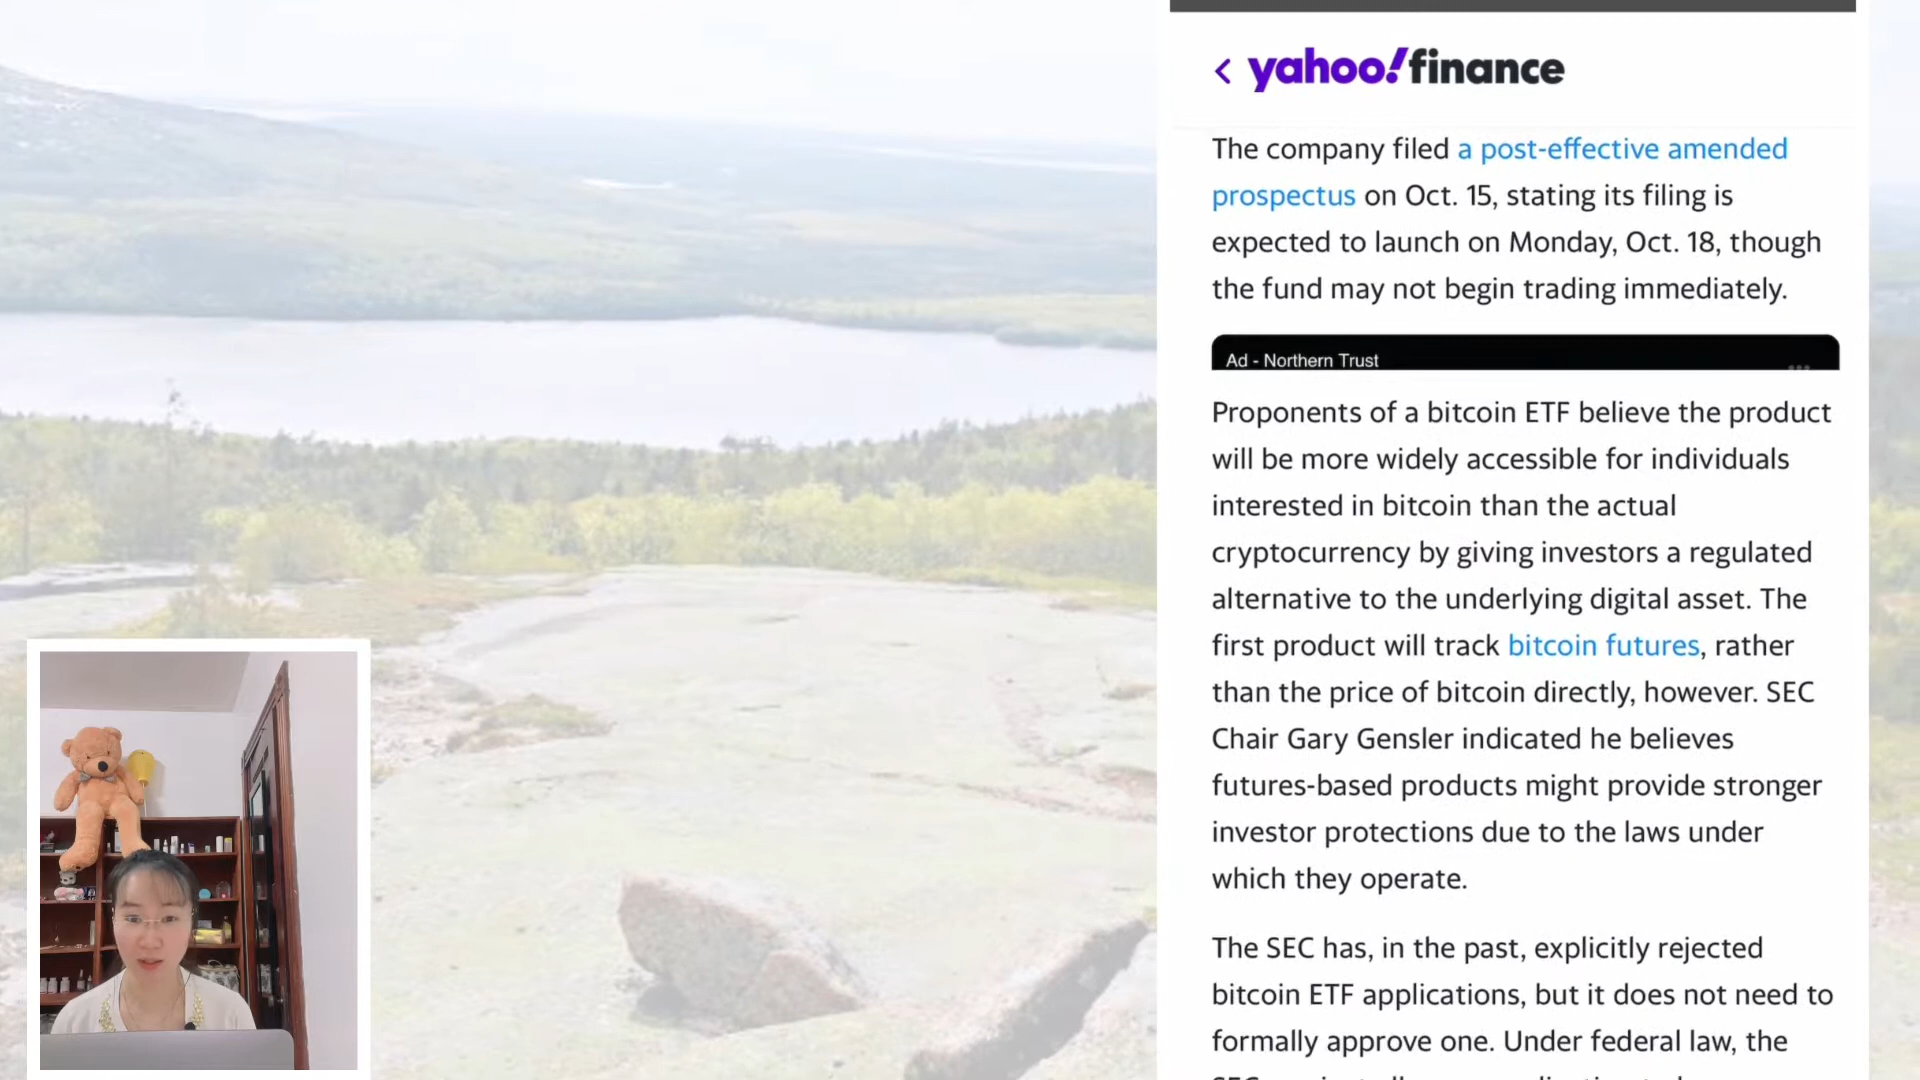 yahoo!finance
The company filed a post-effective amended
prospectus on Oct. 15, stating its filing is
expected to launch on Monday, Oct. 18, though
the fund may not begin trading immediately.
Ad - Northern Trust
Proponents of a bitcoin ETF believe the product
will be more widely accessible for individuals
interested in bitcoin than the actual
cryptocurrency by giving investors a regulated
alternative to the underlying digital asset. The
first product will track bitcoin futures, rather
than the price of bitcoin directly, however. SEC
Chair Gary Gensler indicated he believes
futures-based products might provide stronger
investor protections due to the laws under
which they operate.
The SEC has, in the past, explicitly rejected
bitcoin ETF applications, but it does not need to
formally approve one. Under federal law, the